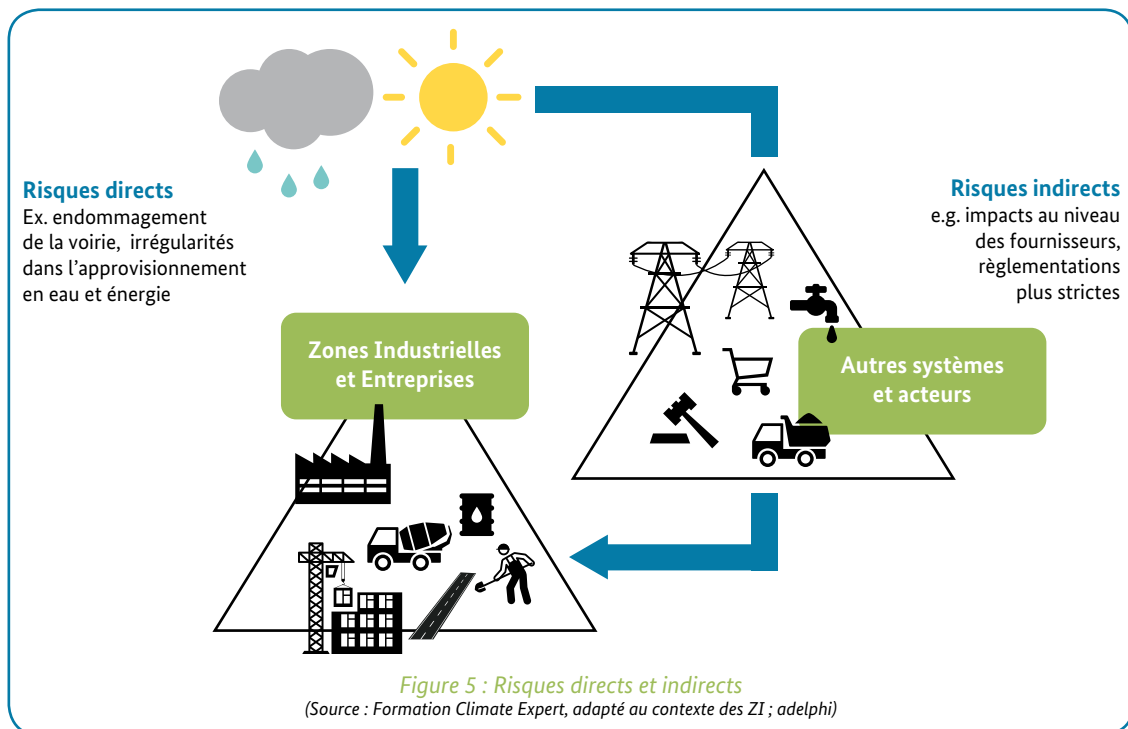 Risques directs
Ex. endommagement
de la voirie, irrégularités
dans l'approvisionnement
en eau et énergie
Risques indirects
e.g. impacts au niveau
des fournisseurs,
règlementations
plus strictes
Zones Industrielles
et Entreprises
Autres systèmes
et acteurs
Figure 5 : Risques directs et indirects
(Source : Formation Climate Expert, adapté au contexte des ZI ; adelphi)